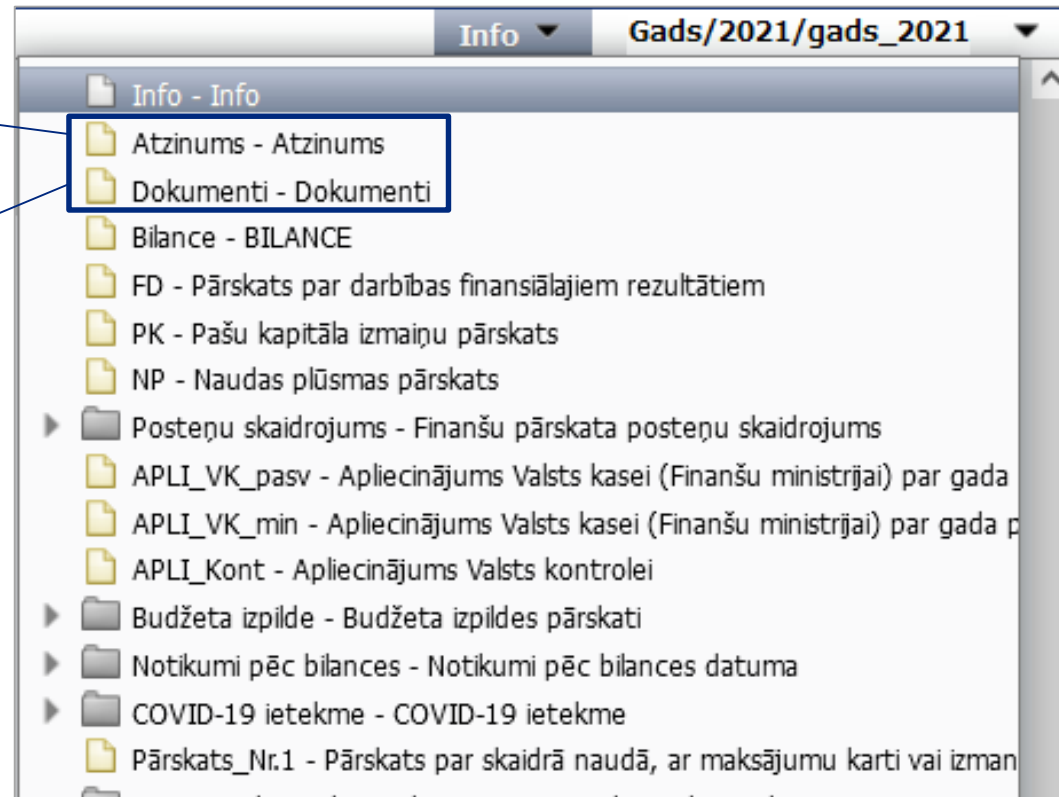 Info Gads/2021/gads_2021
Info - Info
Atzinums - Atzinums
Dokumenti - Dokumenti
Bilance - BILANCE
FD - Pārskats par darbības finansiālajiem rezultātiem
PK - Pašu kapitāla izmaiņu pārskats
NP - Naudas plūsmas pārskats
Posteņu skaidrojums - Finanšu pārskata posteņu skaidrojums
APLI_VK_pasv - Apliecinājums Valsts kasei (Finanšu ministrijai) par gada
APLI_VK_min - Apliecinājums Valsts kasei (Finanšu ministrijai) par gada p
APLI_Kont - Apliecinājums Valsts kontrolei
Budžeta izpilde - Budžeta izpildes pārskati
Notikumi pēc bilances - Notikumi pēc bilances datuma
COVID-19 ietekme - COVID-19 ietekme
Pārskats_Nr.1 - Pārskats par skaidrā naudā, ar maksājumu karti vai izman